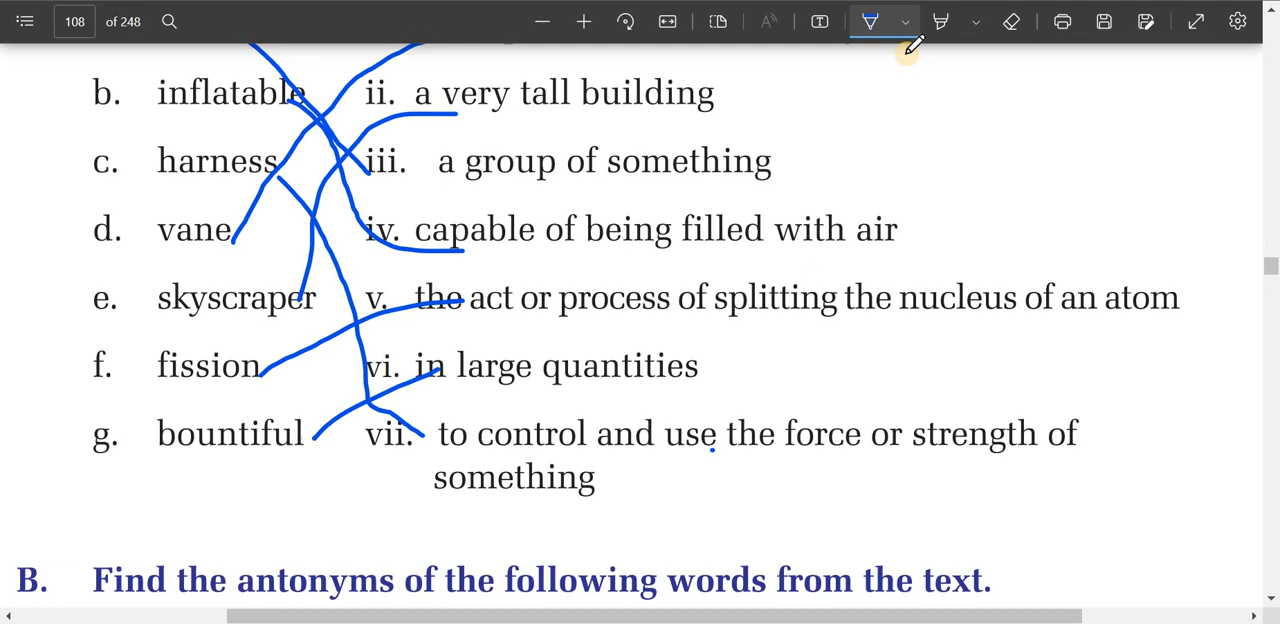 108 of 248
b. inflatable ii. a very tall building
c. harness iii. a group of something
d. vane iv. capable of being filled with air
e. skyscraper v. the act or process of splitting the nucleus of an atom
f. fission vi. in large quantities
g. bountiful vii. to control and use the force or strength of
something
B. Find the antonyms of the following words from the text.